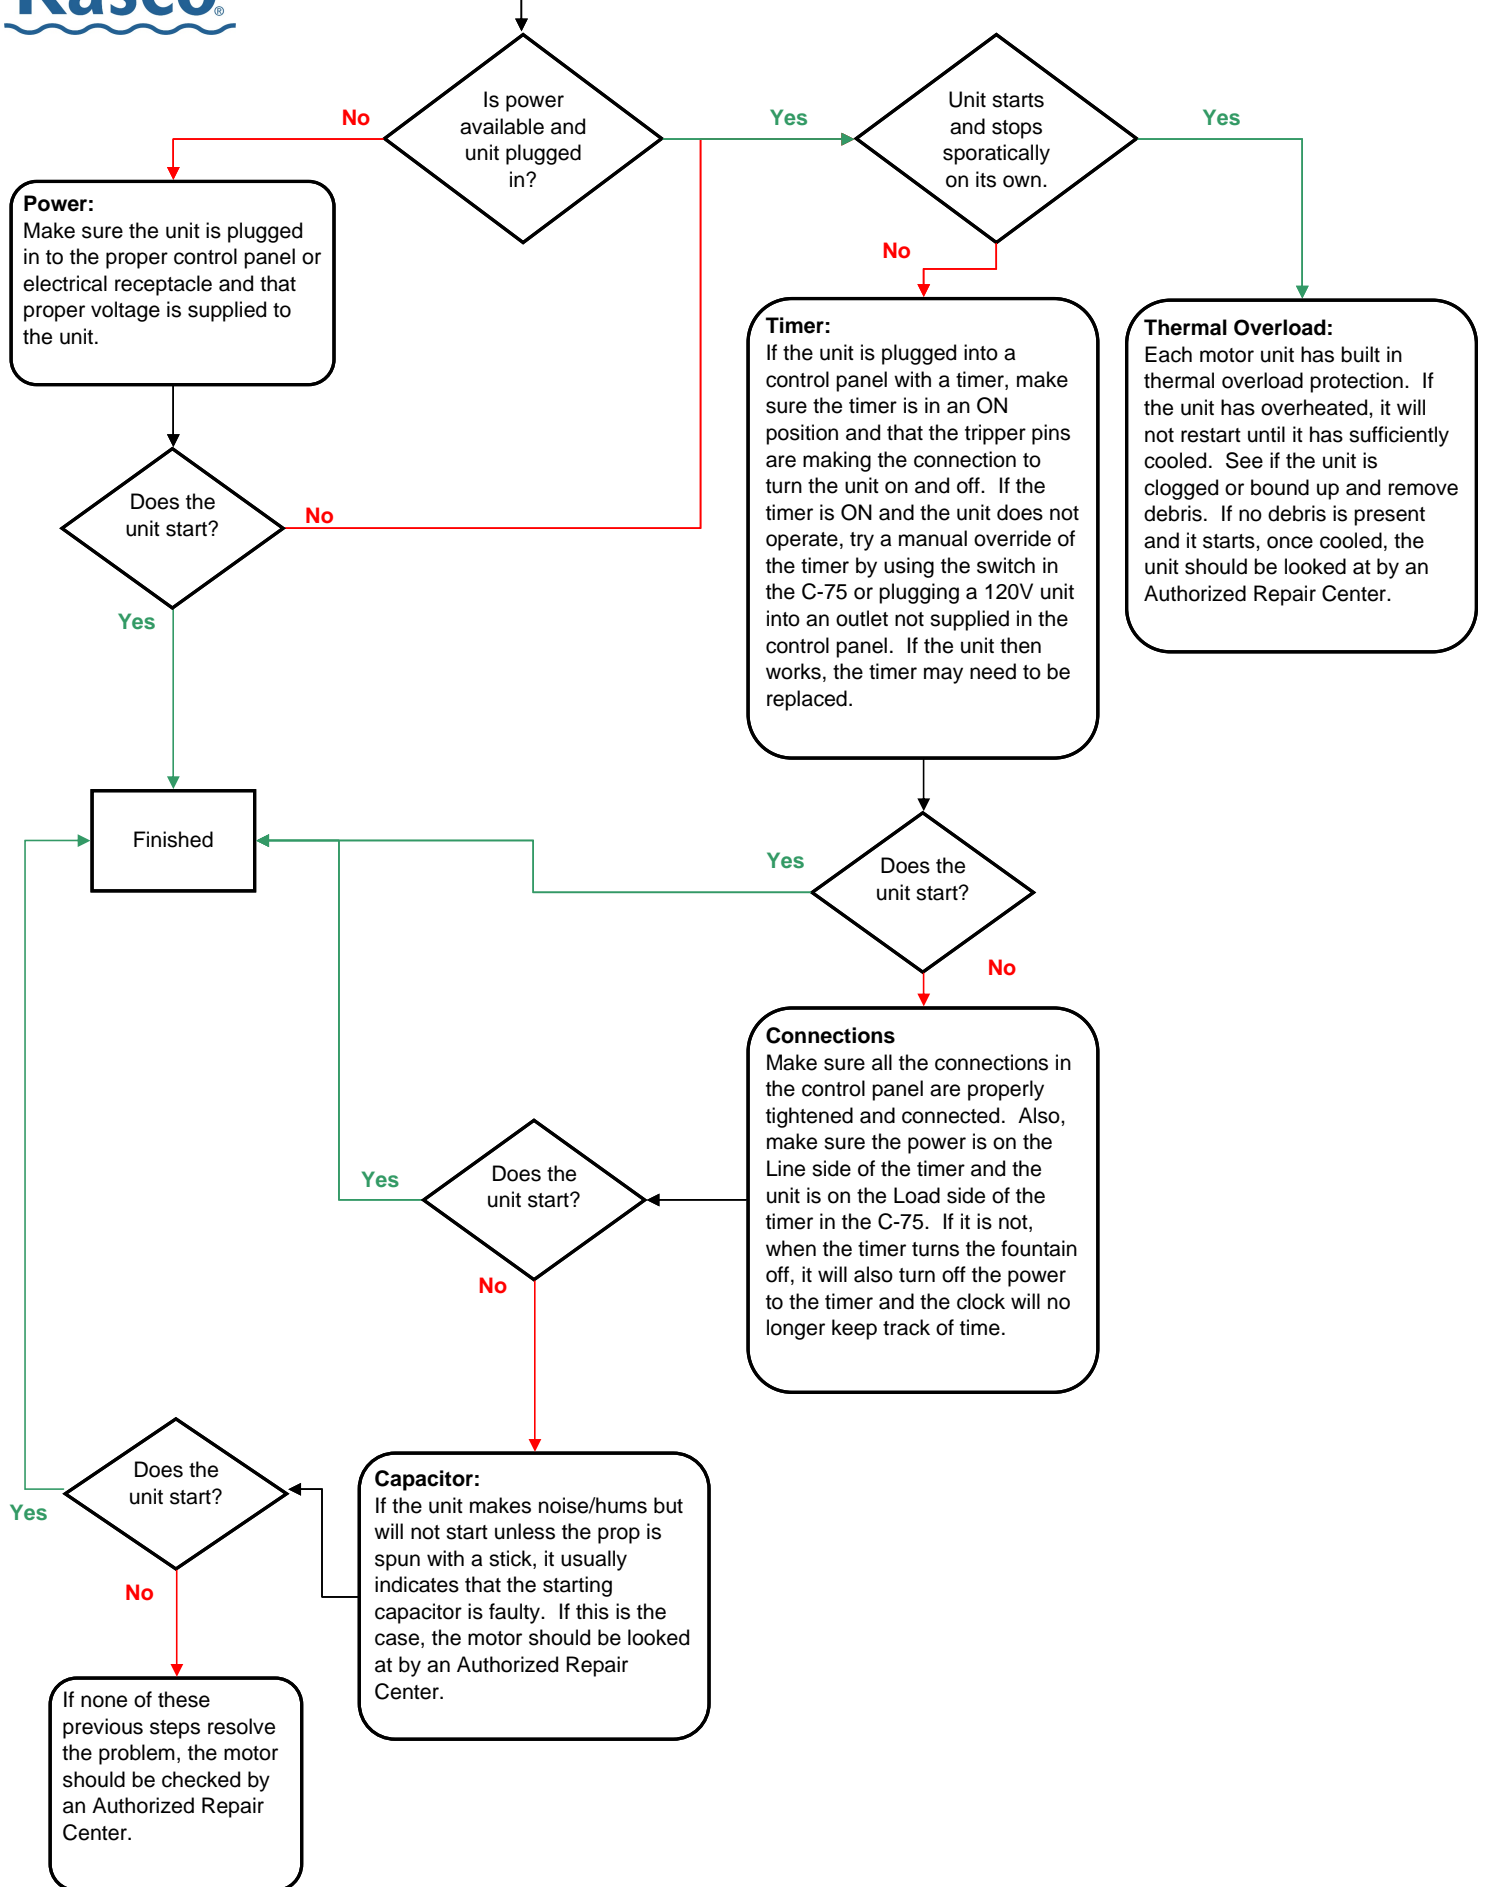 Kasco®
Is power
available and
unit plugged
in?
No
Yes
Unit starts
and stops
sporatically
on its own.
Yes
No
Power:
Make sure the unit is plugged
in to the proper control panel or
electrical receptacle and that
proper voltage is supplied to
the unit.
Does the
unit start?
No
Yes
Timer:
If the unit is plugged into a
control panel with a timer, make
sure the timer is in an ON
position and that the tripper pins
are making the connection to
turn the unit on and off.  If the
timer is ON and the unit does not
operate, try a manual override of
the timer by using the switch in
the C-75 or plugging a 120V unit
into an outlet not supplied in the
control panel.  If the unit then
works, the timer may need to be
replaced.
Thermal Overload:
Each motor unit has built in
thermal overload protection.  If
the unit has overheated, it will
not restart until it has sufficiently
cooled.  See if the unit is
clogged or bound up and remove
debris.  If no debris is present
and it starts, once cooled, the
unit should be looked at by an
Authorized Repair Center.
Finished
Does the
unit start?
Yes
No
Connections
Make sure all the connections in
the control panel are properly
tightened and connected.  Also,
make sure the power is on the
Line side of the timer and the
unit is on the Load side of the
timer in the C-75.  If it is not,
when the timer turns the fountain
off, it will also turn off the power
to the timer and the clock will no
longer keep track of time.
Does the
unit start?
Yes
No
Capacitor:
If the unit makes noise/hums but
will not start unless the prop is
spun with a stick, it usually
indicates that the starting
capacitor is faulty.  If this is the
case, the motor should be looked
at by an Authorized Repair
Center.
Does the
unit start?
Yes
No
If none of these
previous steps resolve
the problem, the motor
should be checked by
an Authorized Repair
Center.